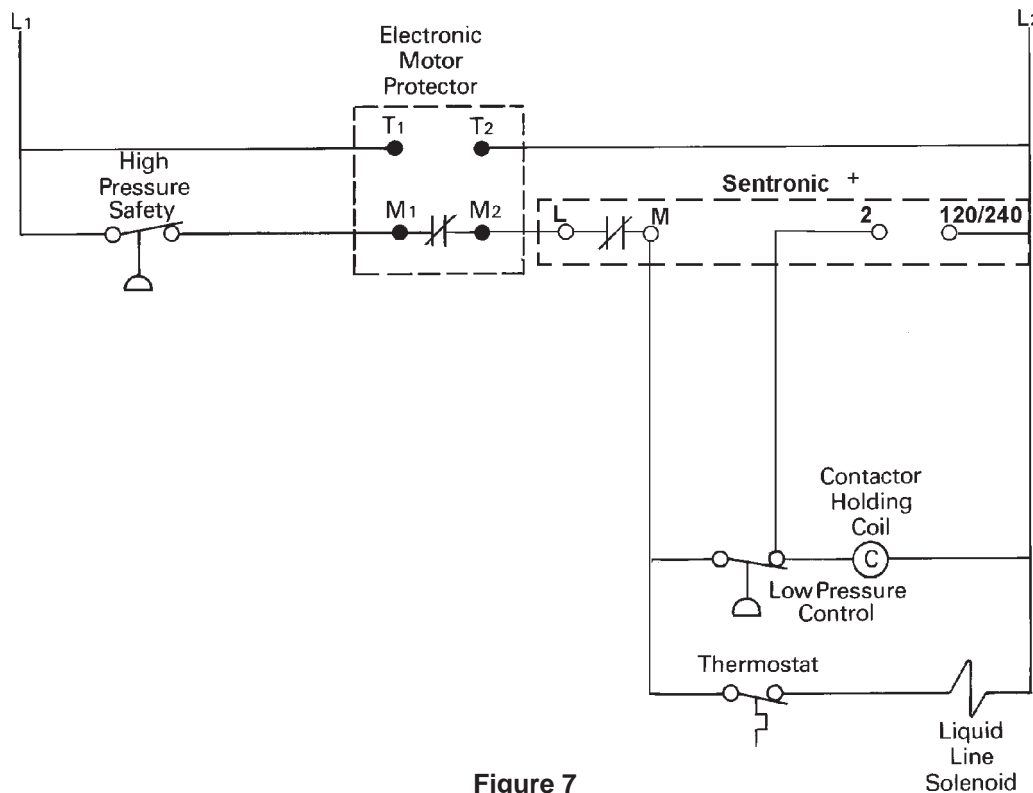 L1
L2
Electronic
Motor
Protector
T1
T2
High
Pressure
Safety
Sentronic +
M1
M2
L
M
2
120/240
Contactor
Holding
Coil
C
Low Pressure
Control
Thermostat
Liquid
Line
Solenoid
Figure 7